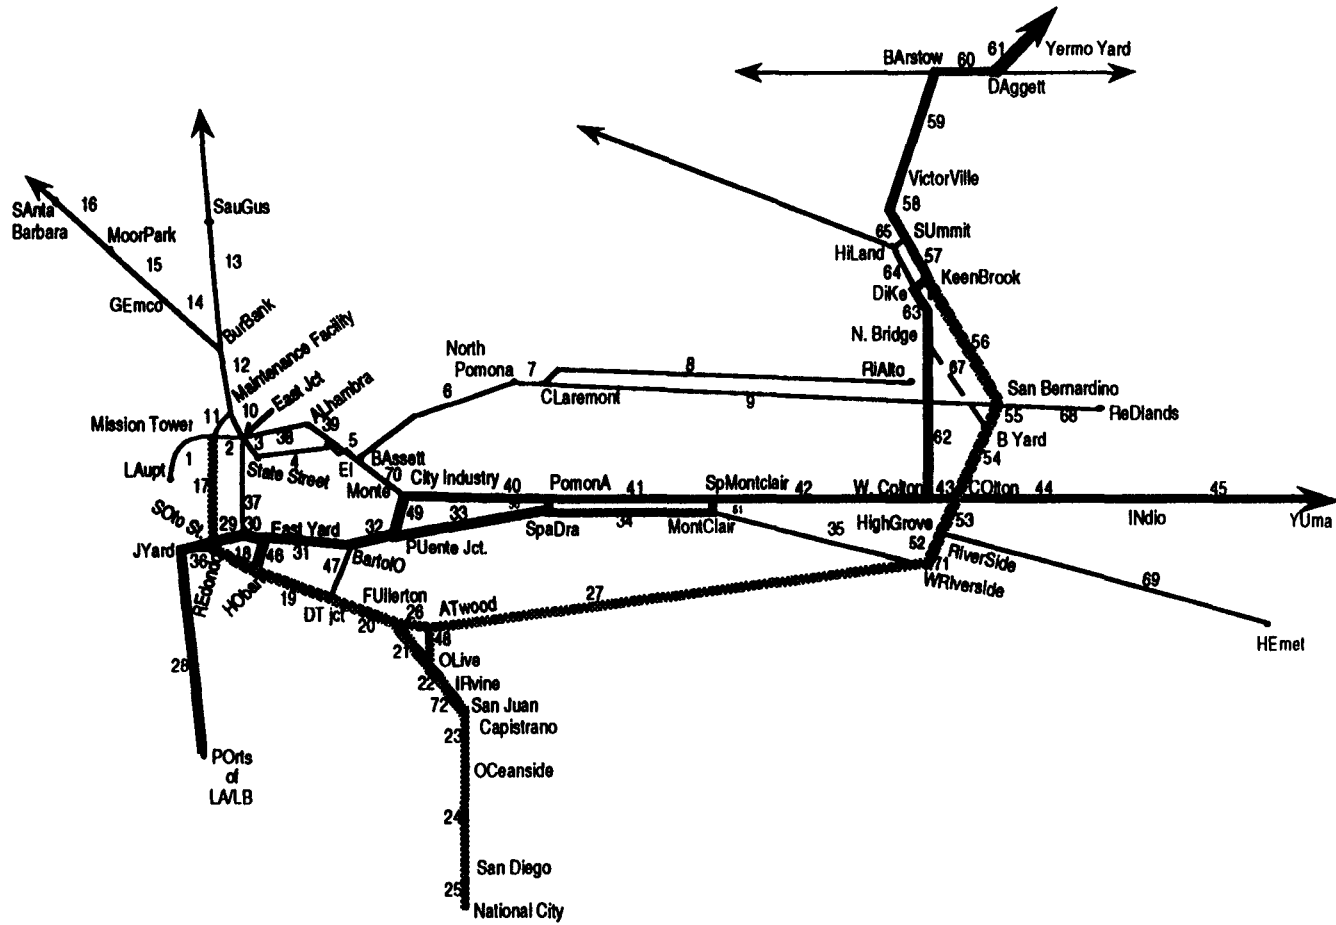 61
Yermo Yard
BArstow
60
DAggett
59
VictorVille
58
65
SUmmit
HiLand
57
64
KeenBrook
DiKe
63
N. Bridge
56
67
San Bernardino
55
68
ReDlands
B Yard
62
54
16
SAnta
Barbara
MoorPark
SauGus
15
13
GEmco
14
BurBank
12
Maintenance Facility
11
10
East Jct
ALhambra
Mission Tower
2
3
38
39
1
LAupt
4
State Street
5
El
Monte
BAssett
70
North
Pomona
6
7
8
RiAlto
CLaremont
9
17
37
City Industry
40
PomonA
41
SpMontclair
42
W. Colton
43
COlton
44
45
YUma
INdio
SOto St.
29
30
East Yard
32
49
33
50
SpaDra
34
MontClair
51
35
HighGrove
53
52
RiverSide
71
WRIverside
69
HEmet
JYard
36
18
46
31
47
BartolO
PUente Jct.
REdondo
HObart
19
DT jct
FUllerton
20
26
ATwood
27
21
48
OLive
22
IRvine
72
San Juan
Capistrano
23
28
POrts
of
LA/LB
OCeanside
24
San Diego
25
National City